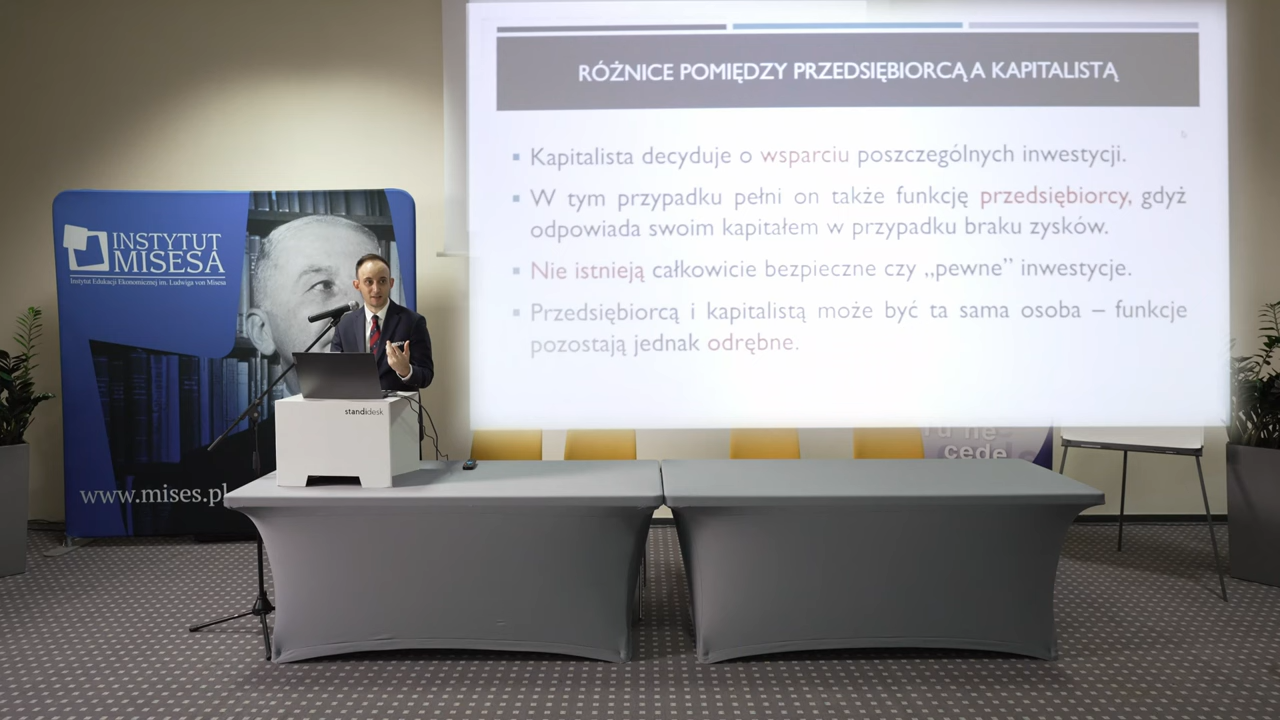 RÓŻNICE POMIĘDZY PRZEDSIĘBIORCĄ A KAPITALISTĄ
▪ Kapitalista decyduje o wsparciu poszczególnych inwestycji.
▪ W tym przypadku pełni on także funkcję przedsiębiorcy, gdyż
odpowiada swoim kapitałem w przypadku braku zysków.
▪ Nie istnieją całkowicie bezpieczne czy „pewne” inwestycje.
▪ Przedsiębiorcą i kapitalistą może być ta sama osoba – funkcje
pozostają jednak odrębne.
INSTYTUT
MISESA
Instytut Edukacji Ekonomicznej im. Ludwiga von Misesa
www.mises.pl
standidesk
ne
cede